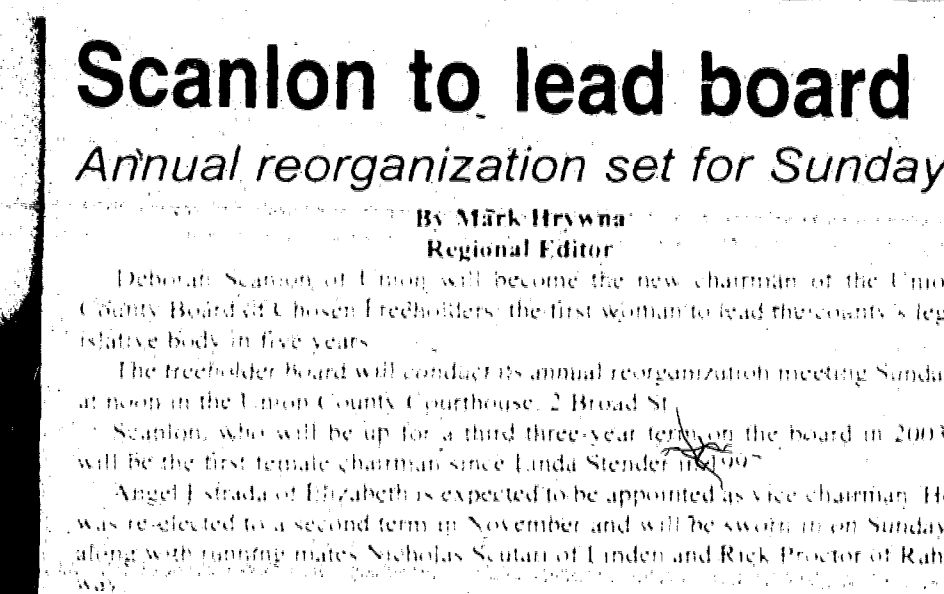 Scanlon to lead board
Annual reorganization set for Sunday
By Mark Hrywna
Regional Editor
Deborah Scanlon of Union will become the new chairman of the Unio
County Board of Chosen Freeholders, the first woman to lead the county's leg
islative body in five years.
The freeholder board will conduct its annual reorganization meeting Sunda
at noon in the Union County Courthouse, 2 Broad St.
Scanlon, who will be up for a third three-year term on the board in 2003
will be the first female chairman since Linda Stender in 1997
Angel Estrada of Elizabeth is expected to be appointed as vice chairman. He
was re-elected to a second term in November and will be sworn in on Sunday
along with running mates Nicholas Scutari of Linden and Rick Proctor of Rah
way.